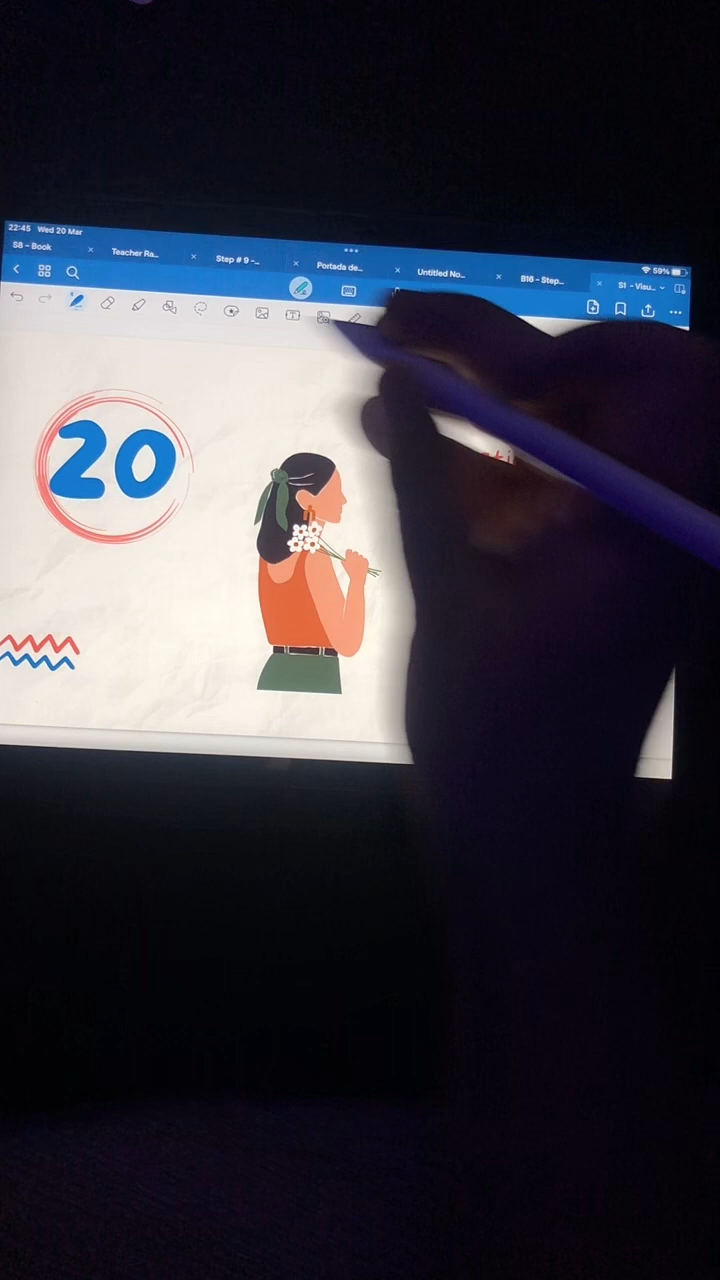 22:45 Wed 20 Mar
59%
S8 - Book
Teacher Ra...
Step # 9 -...
Portada de...
Untitled No...
B16 - Step...
S1 - Visu...
20